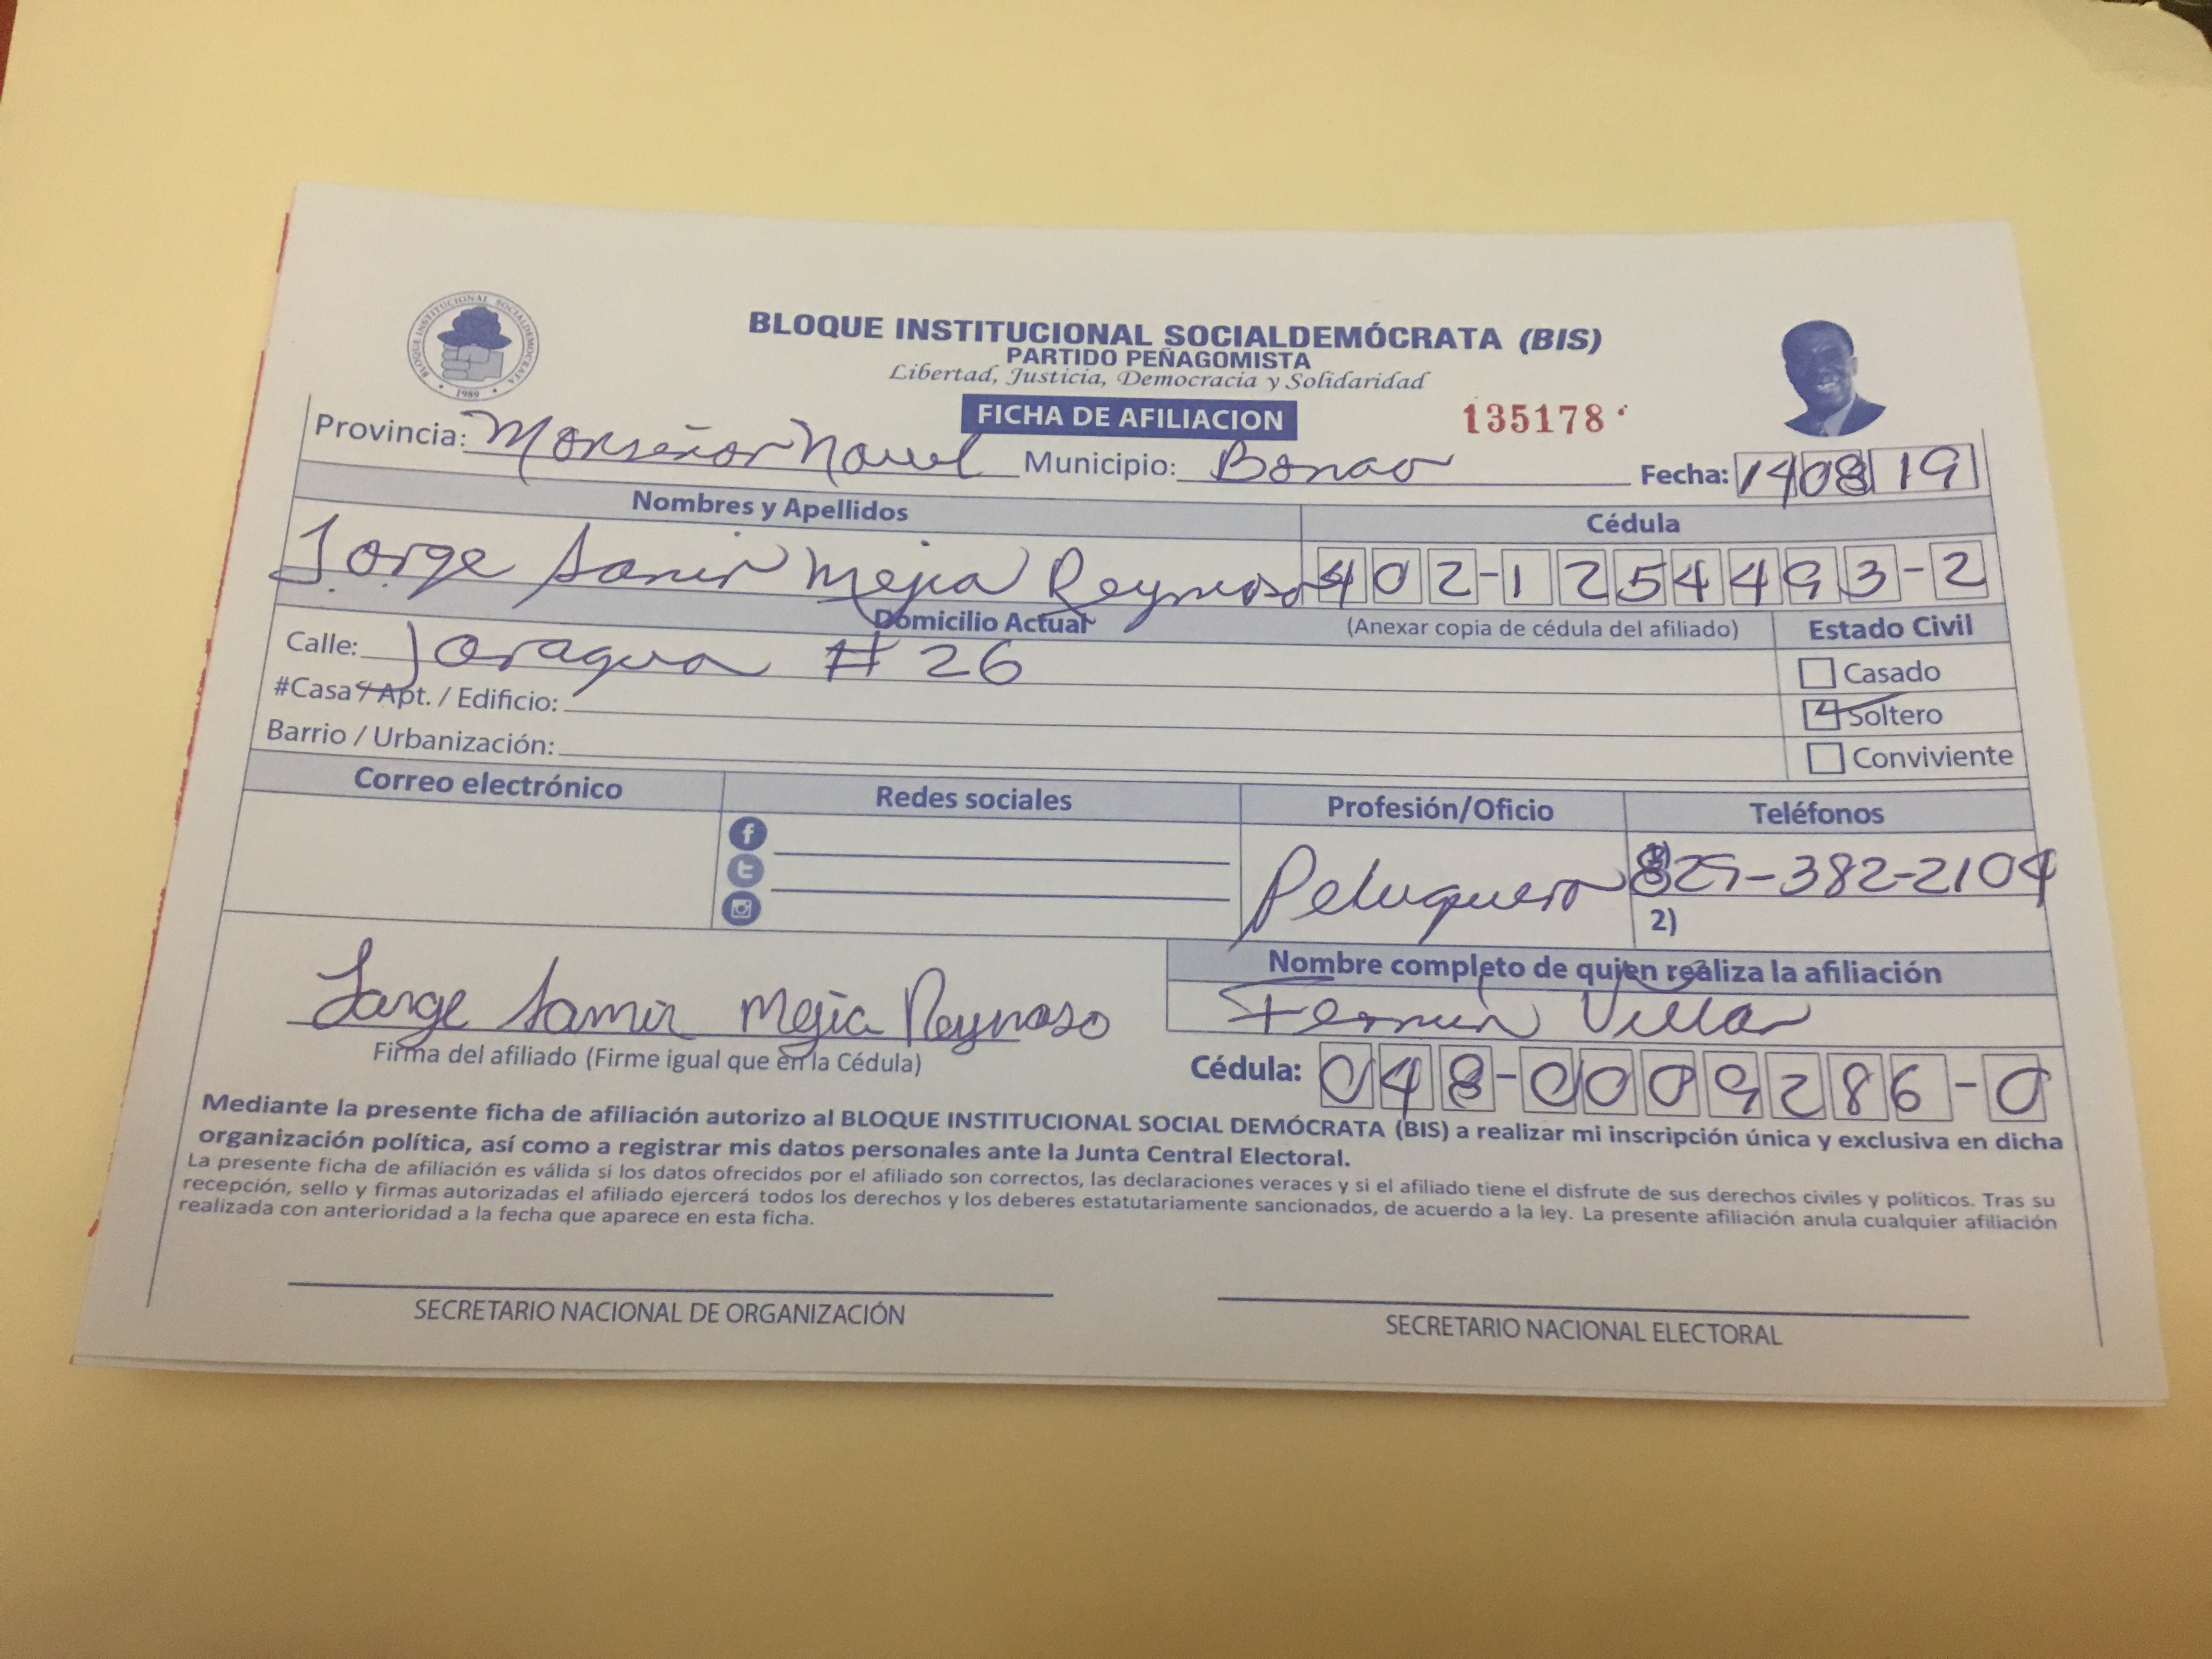 BLOQUE INSTITUCIONAL SOCIALDEMOCRATA
1989
BLOQUE INSTITUCIONAL SOCIALDEMÓCRATA (BIS)
PARTIDO PEÑAGOMISTA
Libertad, Justicia, Democracia y Solidaridad
FICHA DE AFILIACION
135178
Provincia: Monseñor Nouel Municipio: Bonao Fecha: 14 08 19
Nombres y Apellidos Cédula
Jorge Samir Mejia Reynoso 402-1254493-2
Domicilio Actual (Anexar copia de cédula del afiliado) Estado Civil
Calle: Jaragua # 26
Casado
#Casa / Apt. / Edificio:
Soltero
Barrio / Urbanización:
Conviviente
Correo electrónico Redes sociales Profesión/Oficio Teléfonos
Peluquero 1) 829-382-2104
2)
Nombre completo de quien realiza la afiliación
Jorge Samir Mejia Reynoso Fermin Villar
Firma del afiliado (Firme igual que en la Cédula) Cédula: 048-0009286-0
Mediante la presente ficha de afiliación autorizo al BLOQUE INSTITUCIONAL SOCIAL DEMÓCRATA (BIS) a realizar mi inscripción única y exclusiva en dicha
organización política, así como a registrar mis datos personales ante la Junta Central Electoral.
La presente ficha de afiliación es válida si los datos ofrecidos por el afiliado son correctos, las declaraciones veraces y si el afiliado tiene el disfrute de sus derechos civiles y políticos. Tras su
recepción, sello y firmas autorizadas el afiliado ejercerá todos los derechos y los deberes estatutariamente sancionados, de acuerdo a la ley. La presente afiliación anula cualquier afiliación
realizada con anterioridad a la fecha que aparece en esta ficha.
SECRETARIO NACIONAL DE ORGANIZACIÓN SECRETARIO NACIONAL ELECTORAL